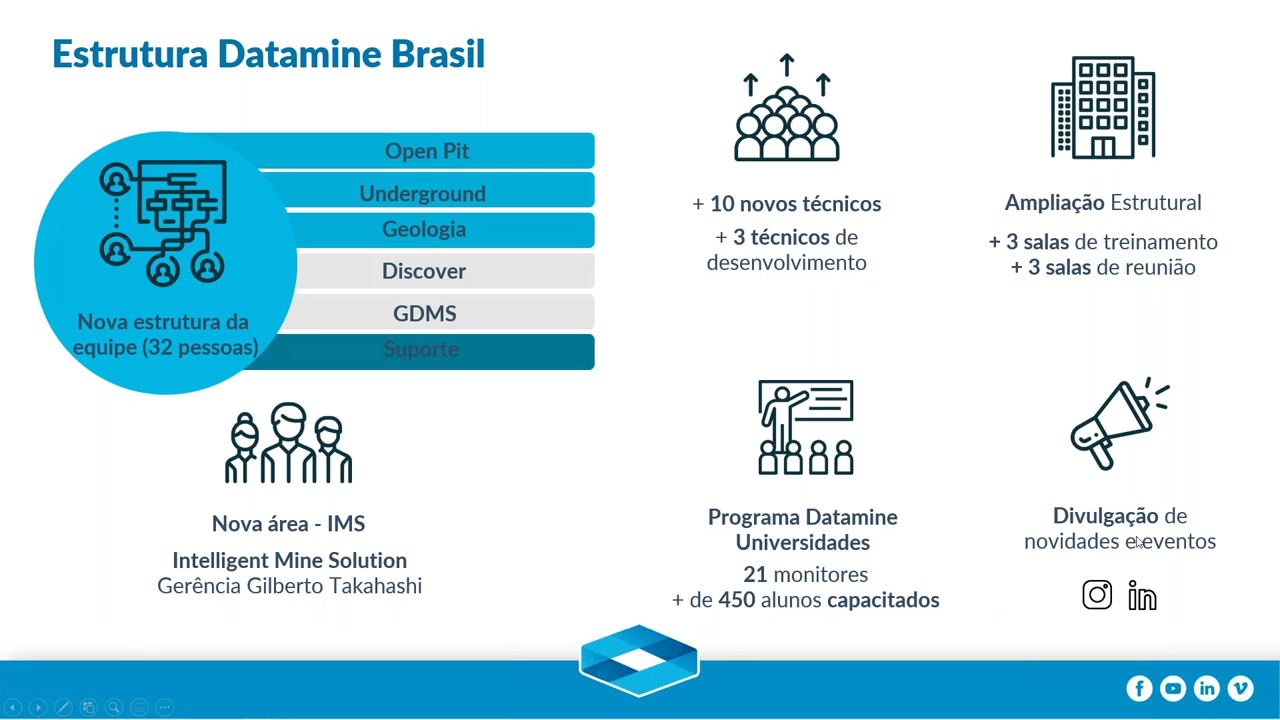 Estrutura Datamine Brasil
Open Pit
Underground
Geologia
Discover
GDMS
Suporte
Nova estrutura da
equipe (32 pessoas)
Nova área - IMS
Intelligent Mine Solution
Gerência Gilberto Takahashi
+ 10 novos técnicos
+ 3 técnicos de
desenvolvimento
Ampliação Estrutural
+ 3 salas de treinamento
+ 3 salas de reunião
Programa Datamine
Universidades
21 monitores
+ de 450 alunos capacitados
Divulgação de
novidades e eventos